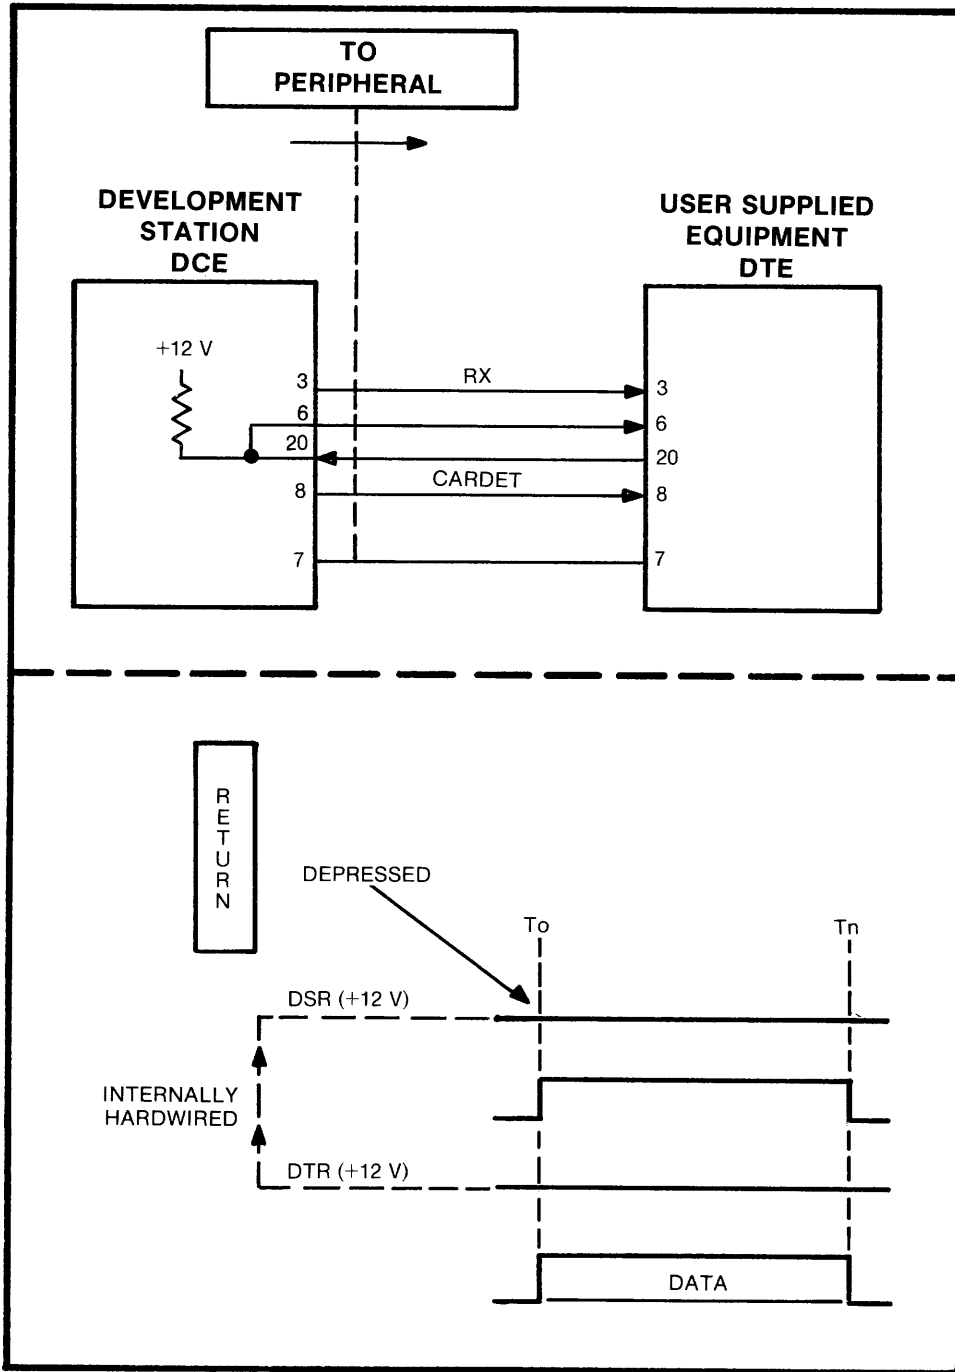 TO
PERIPHERAL
DEVELOPMENT
STATION
DCE
USER SUPPLIED
EQUIPMENT
DTE
+12 V
3
RX
3
6
6
20
20
CARDET
8
8
7
7
RETURN
DEPRESSED
To
Tn
DSR (+12 V)
INTERNALLY
HARDWIRED
DTR (+12 V)
DATA